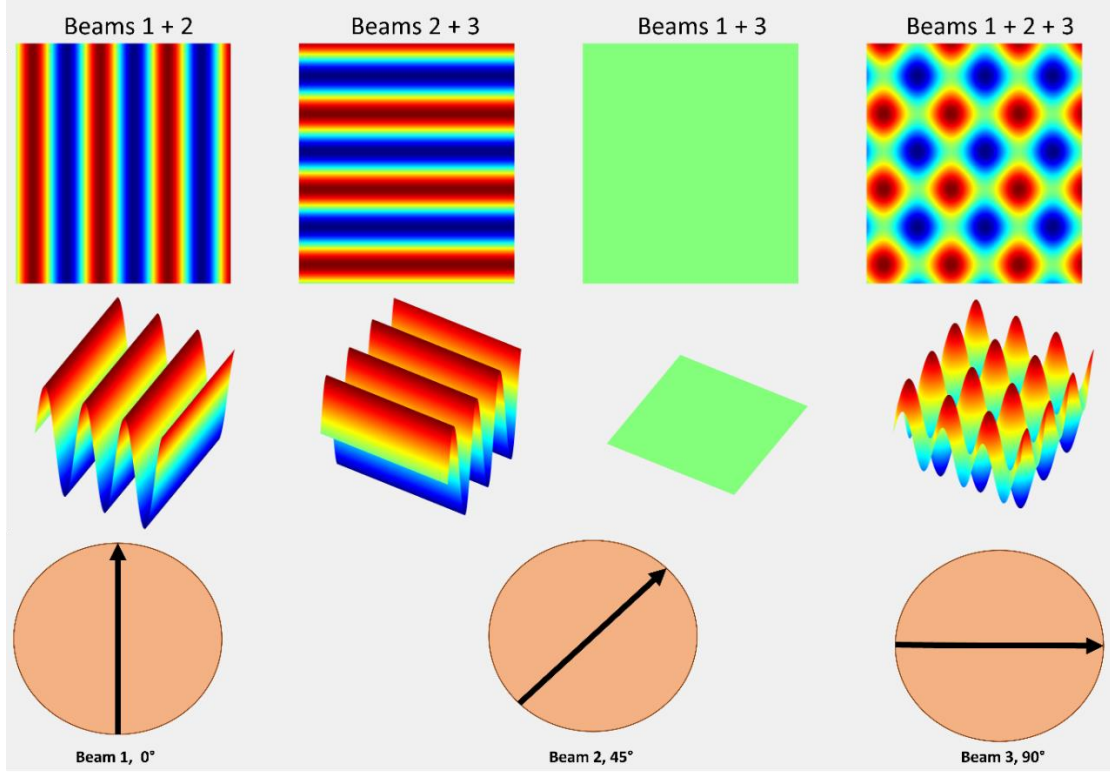 Beams 1 + 2
Beams 2 + 3
Beams 1 + 3
Beams 1 + 2 + 3
Beam 1, 0°
Beam 2, 45°
Beam 3, 90°